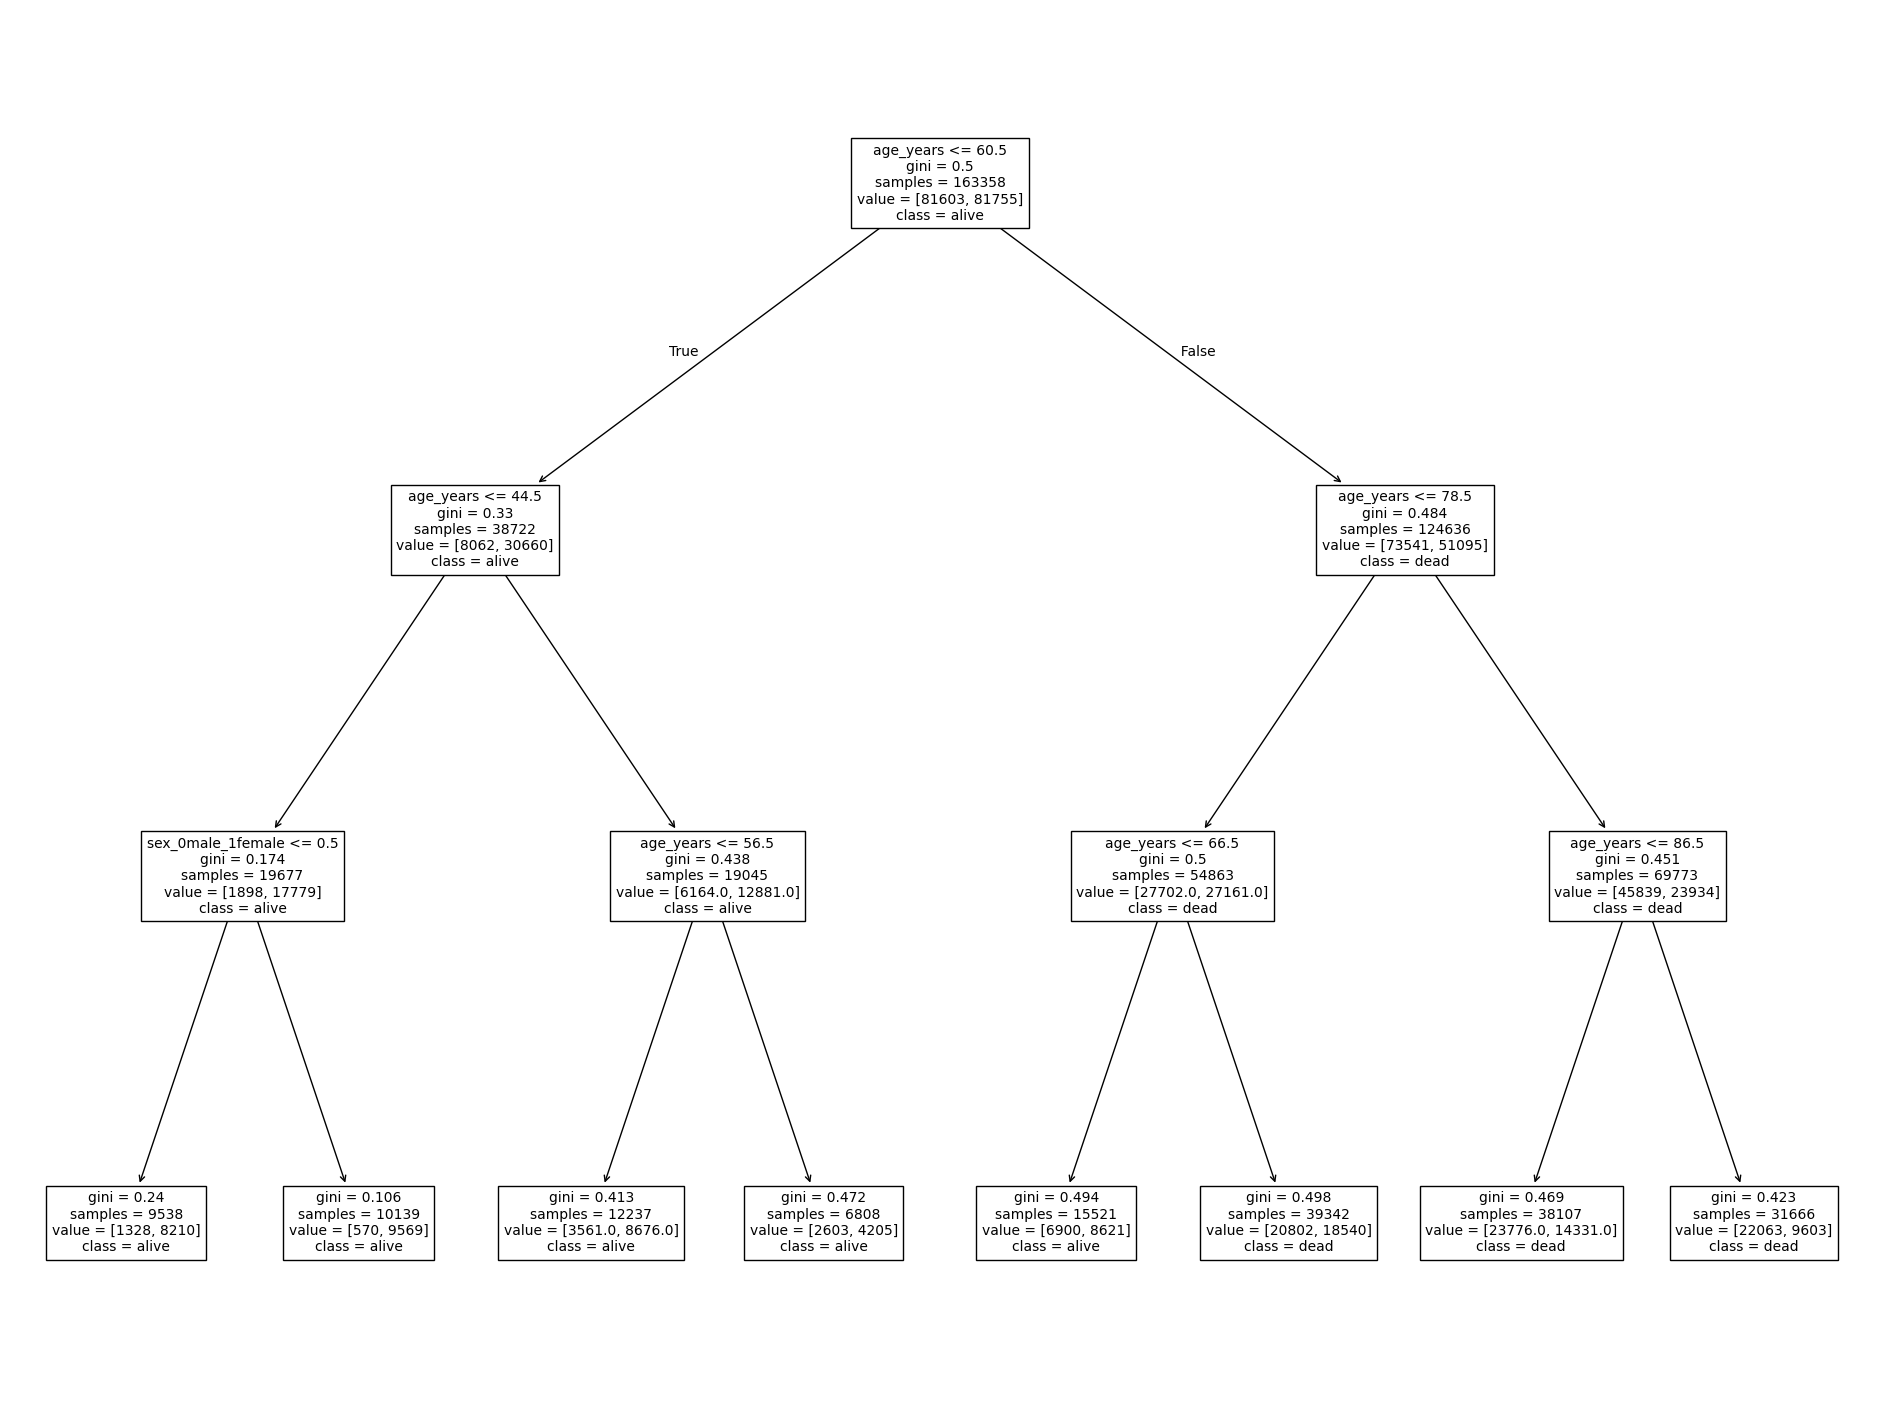 age_years <= 60.5
gini = 0.5
samples = 163358
value = [81603, 81755]
class = alive
True
False
age_years <= 44.5
gini = 0.33
samples = 38722
value = [8062, 30660]
class = alive
age_years <= 78.5
gini = 0.484
samples = 124636
value = [73541, 51095]
class = dead
sex_0male_1female <= 0.5
gini = 0.174
samples = 19677
value = [1898, 17779]
class = alive
age_years <= 56.5
gini = 0.438
samples = 19045
value = [6164.0, 12881.0]
class = alive
age_years <= 66.5
gini = 0.5
samples = 54863
value = [27702.0, 27161.0]
class = dead
age_years <= 86.5
gini = 0.451
samples = 69773
value = [45839, 23934]
class = dead
gini = 0.24
samples = 9538
value = [1328, 8210]
class = alive
gini = 0.106
samples = 10139
value = [570, 9569]
class = alive
gini = 0.413
samples = 12237
value = [3561.0, 8676.0]
class = alive
gini = 0.472
samples = 6808
value = [2603, 4205]
class = alive
gini = 0.494
samples = 15521
value = [6900, 8621]
class = alive
gini = 0.498
samples = 39342
value = [20802, 18540]
class = dead
gini = 0.469
samples = 38107
value = [23776.0, 14331.0]
class = dead
gini = 0.423
samples = 31666
value = [22063, 9603]
class = dead